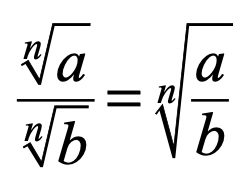 ⁿ√a / ⁿ√b = ⁿ√(a/b)